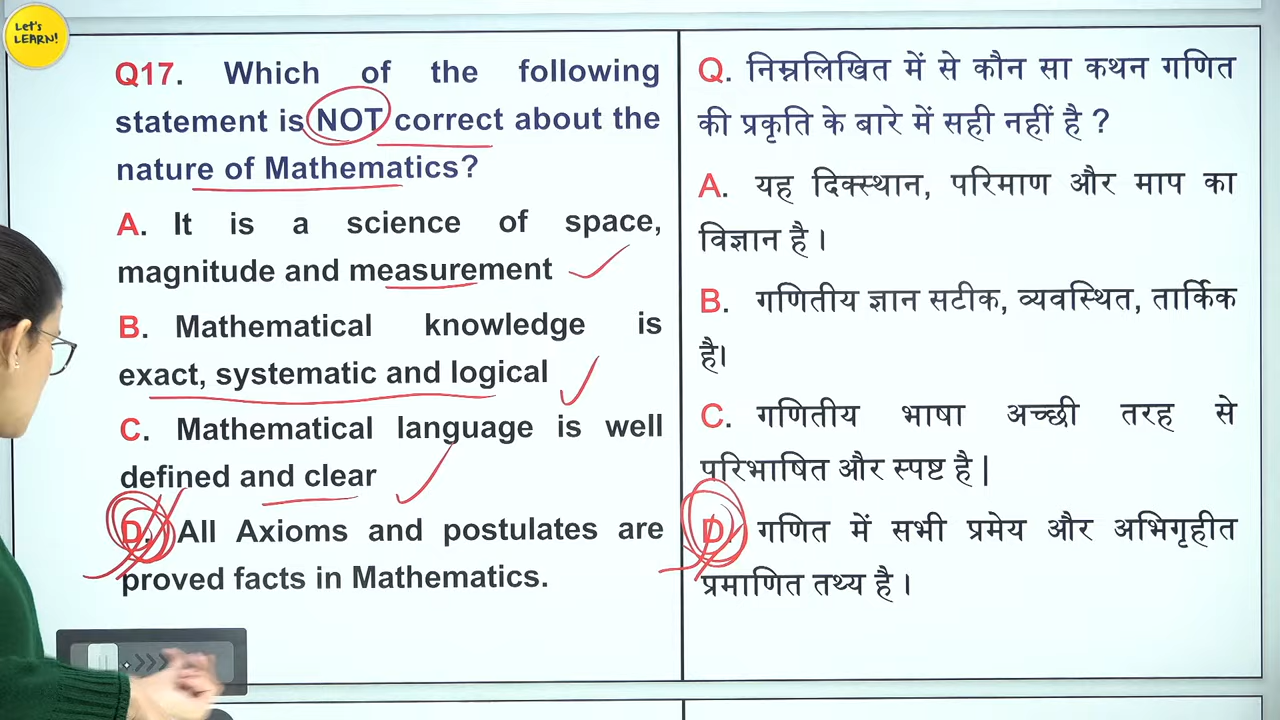 Let's
LEARN!
Q17. Which of the following
statement is NOT correct about the
nature of Mathematics?
A. It is a science of space,
magnitude and measurement
B. Mathematical knowledge is
exact, systematic and logical
C. Mathematical language is well
defined and clear
D. All Axioms and postulates are
proved facts in Mathematics.
Q. निम्नलिखित में से कौन सा कथन गणित
की प्रकृति के बारे में सही नहीं है ?
A. यह दिक्स्थान, परिमाण और माप का
विज्ञान है ।
B. गणितीय ज्ञान सटीक, व्यवस्थित, तार्किक
है।
C. गणितीय भाषा अच्छी तरह से
परिभाषित और स्पष्ट है |
D. गणित में सभी प्रमेय और अभिगृहीत
प्रमाणित तथ्य है ।